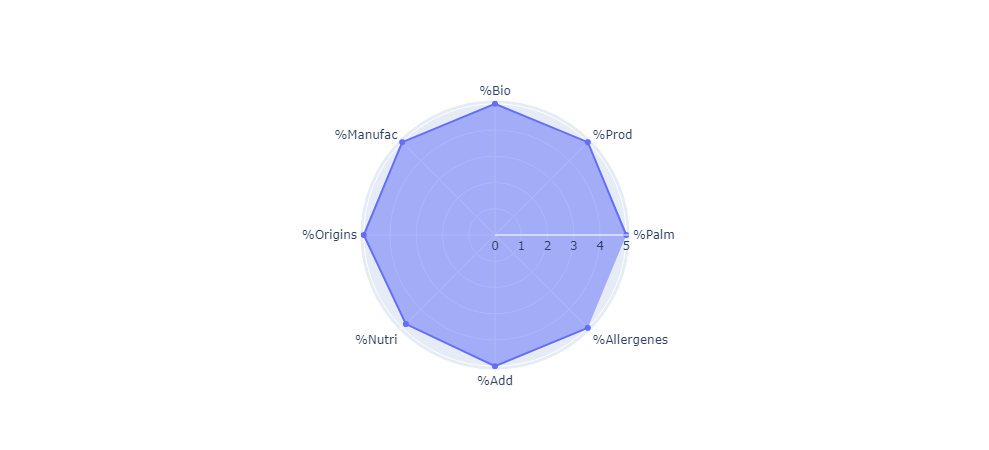 %Bio
%Manufac
%Prod
%Origins
%Palm
0 1 2 3 4 5
%Nutri
%Allergenes
%Add